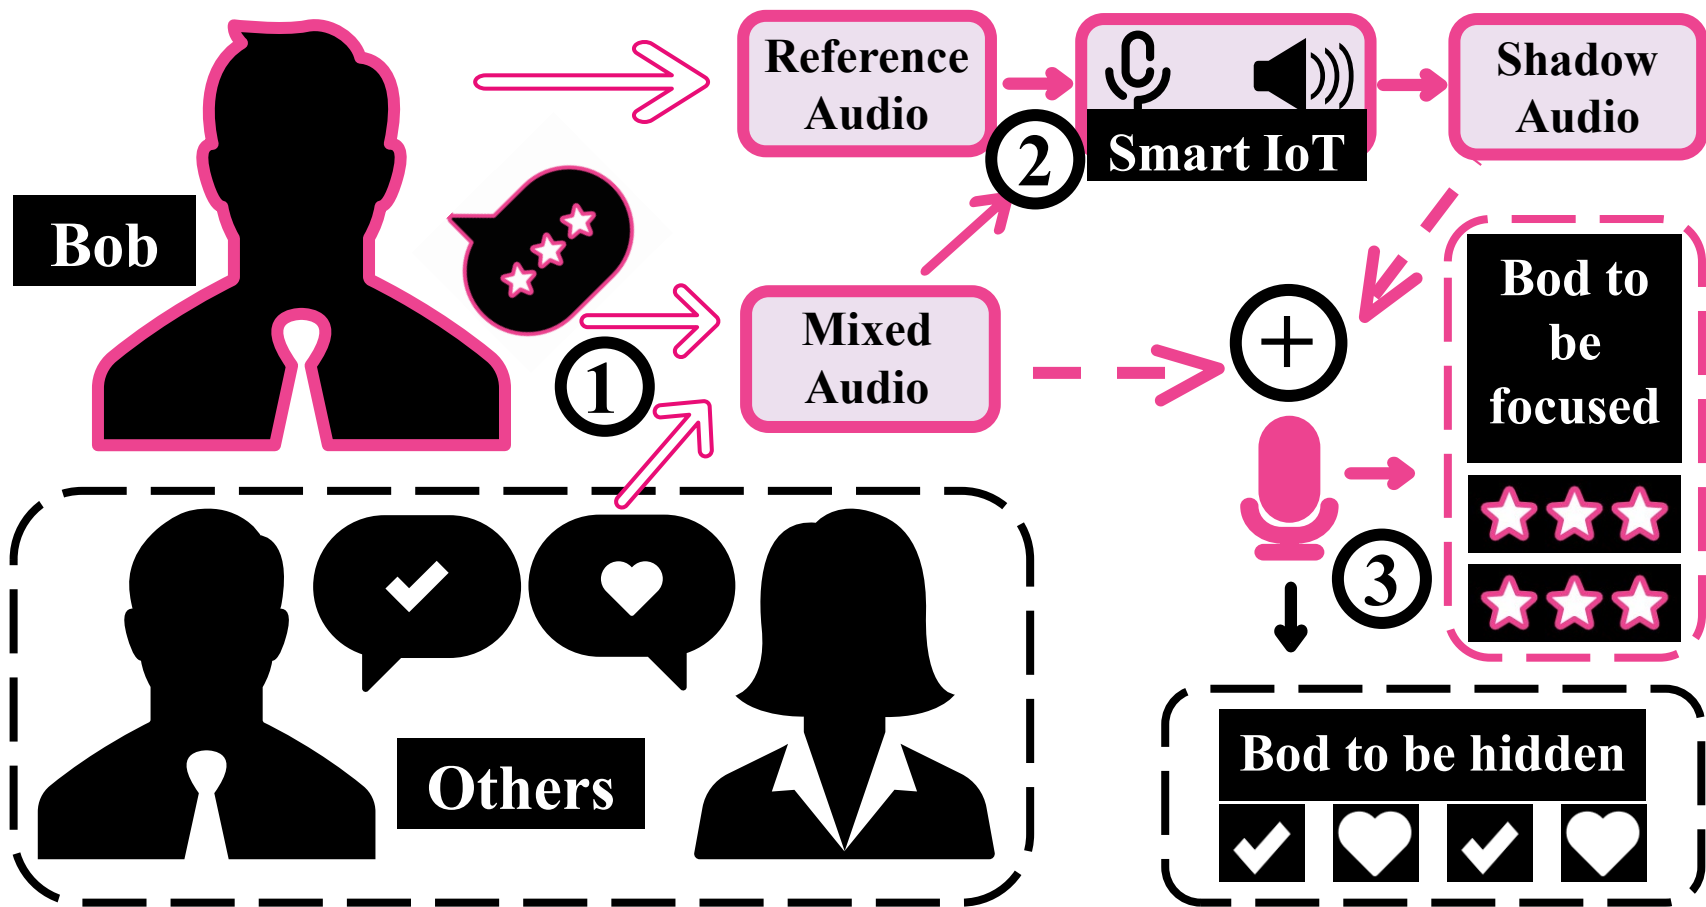 Bob
Reference
Audio
Smart IoT
Shadow
Audio
2
1
Mixed
Audio
Bod to
be
focused
3
Others
Bod to be hidden